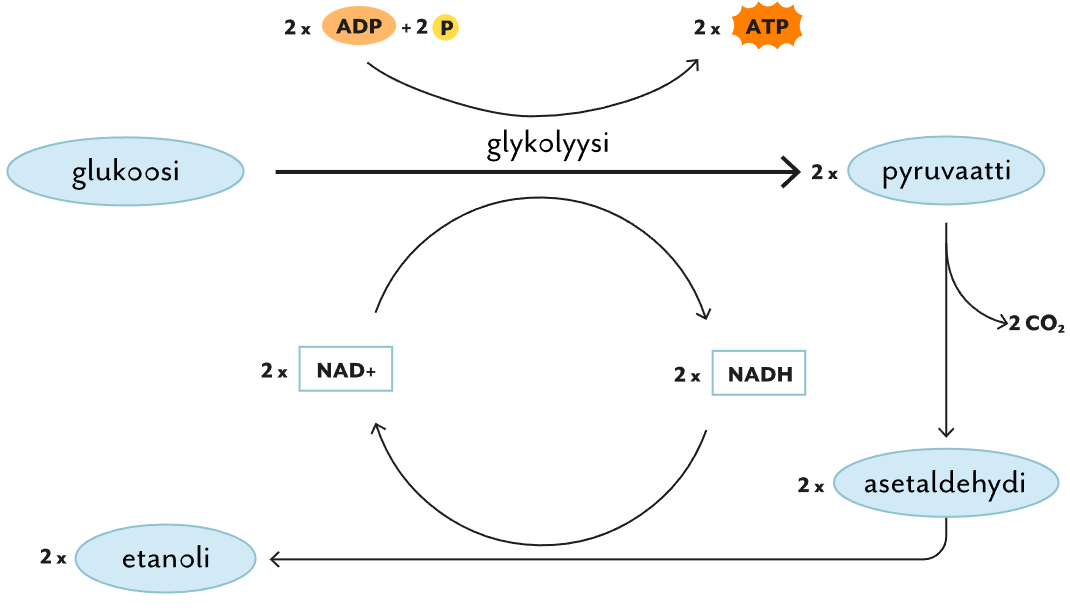 2 x ADP + 2 P
2 x ATP
glykolyysi
glukoosi
2 x pyruvaatti
2 CO₂
2 x NAD+
2 x NADH
2 x asetaldehydi
2 x etanoli